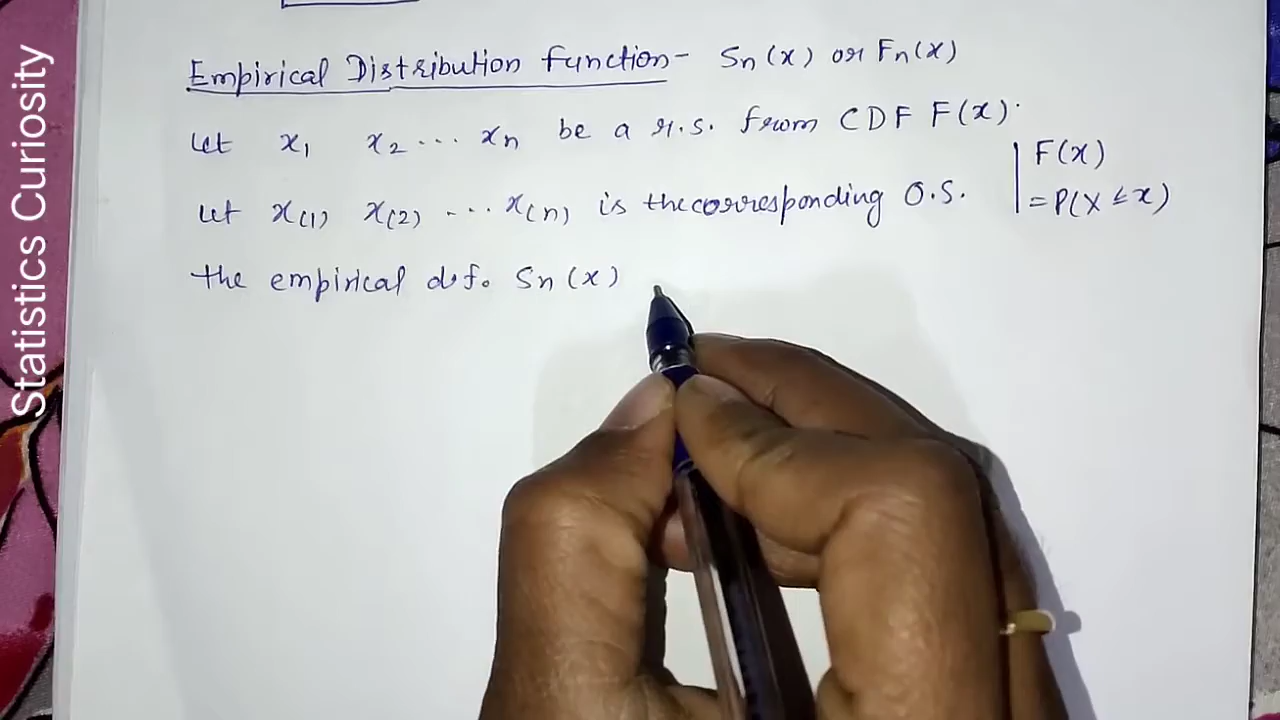 Empirical Distribution function- Sn(x) or Fn(x)
Let x1 x2 ... xn be a r.s. from CDF F(x).
Let x(1) x(2) ... x(n) is the corresponding O.S.
F(x)
= P(X ≤ x)
the empirical d.f. Sn(x)
Statistics Curiosity